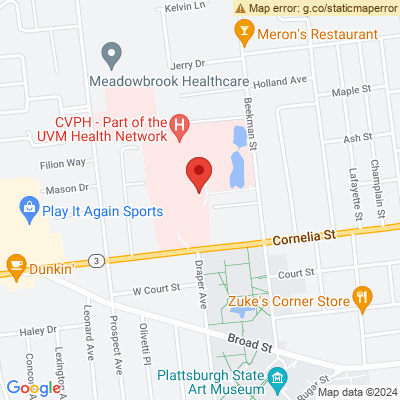 Map error: g.co/staticmaperror
Kelvin Ln
Meron's Restaurant
Jerry Dr
Meadowbrook Healthcare
Holland Ave
Maple St
Beekman St
CVPH - Part of the
UVM Health Network
Ash St
Filion Way
Champlain St
Lafayette St
Mason Dr
Play It Again Sports
Cornelia St
3
Dunkin'
Draper Ave
Court St
W Court St
Zuke's Corner Store
Haley Dr
Leonard Ave
Prospect Ave
Olivetti Pl
Broad St
Lexington Ave
Concord
Plattsburgh State
Art Museum
Rugar St
Google
Map data ©2024